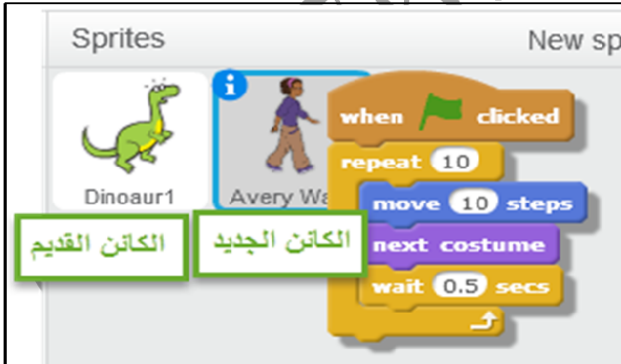 Sprites
New sp
when clicked
repeat 10
move 10 steps
next costume
wait 0.5 secs
Dinoaur1
Avery Wa
الكائن القديم
الكائن الجديد